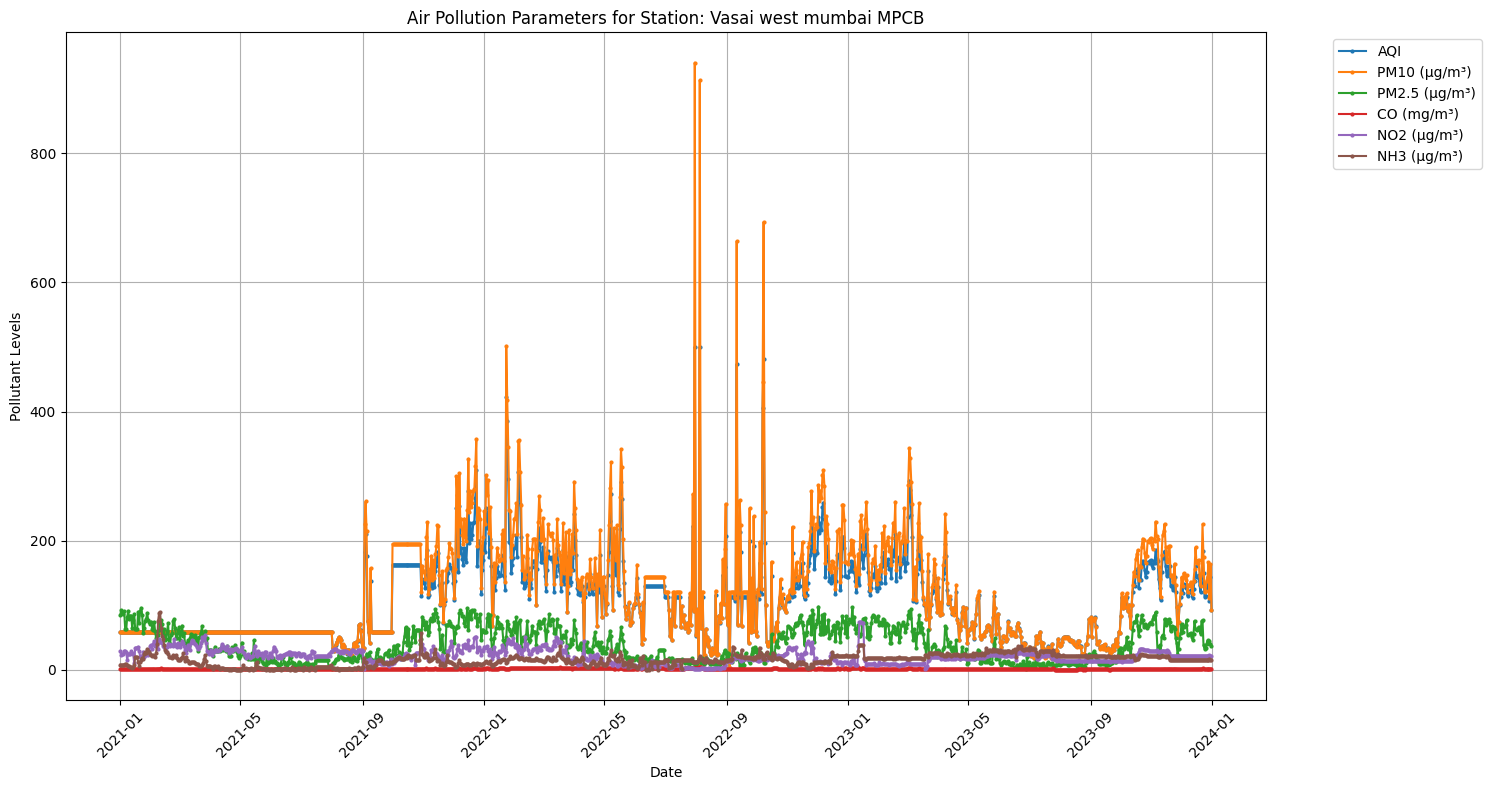 Air Pollution Parameters for Station: Vasai west mumbai MPCB
AQI
PM10 (µg/m³)
PM2.5 (µg/m³)
CO (mg/m³)
NO2 (µg/m³)
NH3 (µg/m³)
Pollutant Levels
800
600
400
200
0
2021-01
2021-05
2021-09
2022-01
2022-05
2022-09
2023-01
2023-05
2023-09
2024-01
Date